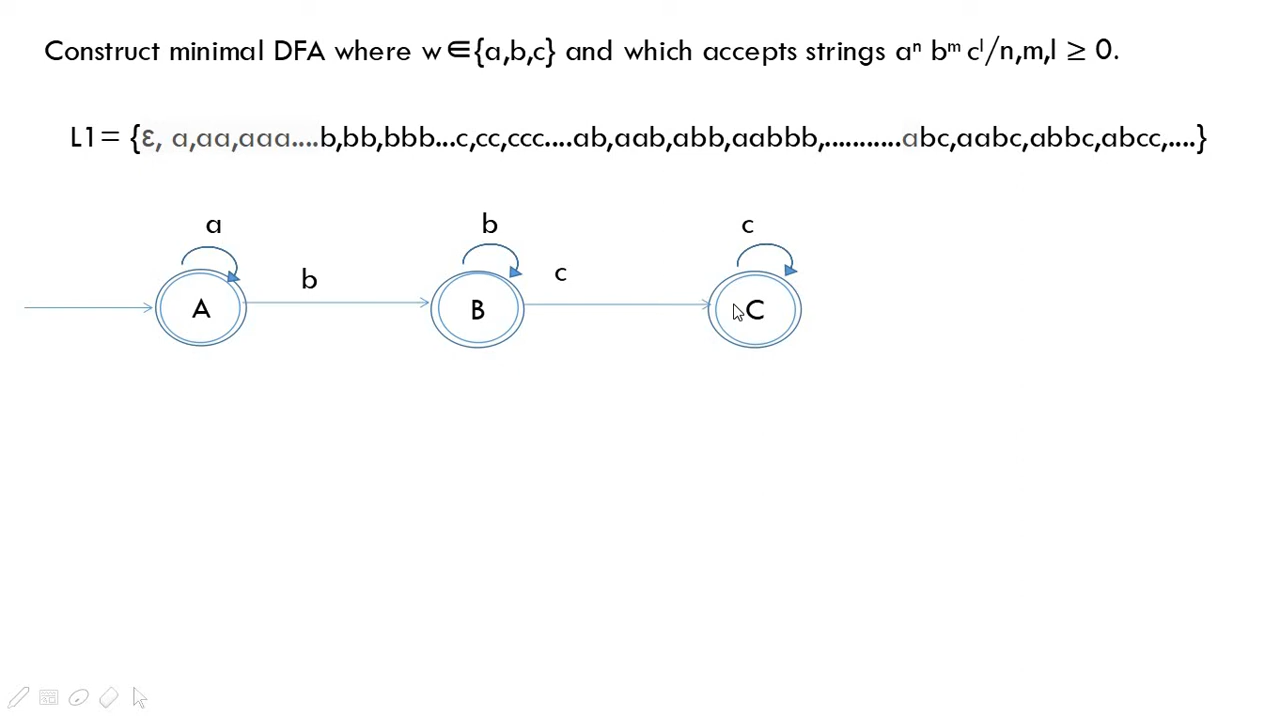 Construct minimal DFA where w∈{a,b,c} and which accepts strings aⁿ bᵐ cˡ/n,m,l ≥ 0.
L1= {ε, a,aa,aaa....b,bb,bbb...c,cc,ccc....ab,aab,abb,aabbb,...........abc,aabc,abbc,abcc,....}
a b c
b c
A B C